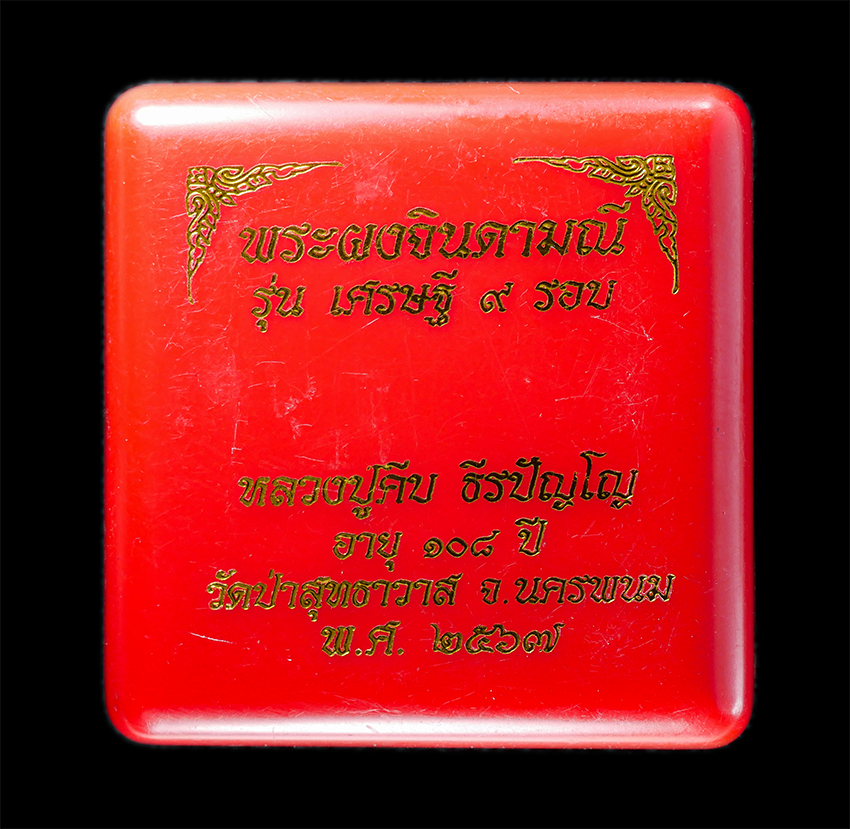 พระผงจินดามณี
รุ่น เศรษฐี ๙ รอบ
หลวงปู่คีบ ธีรปัญโญ
อายุ ๑๐๘ ปี
วัดป่าสุทธาวาส จ.นครพนม
พ.ศ. ๒๕๖๗